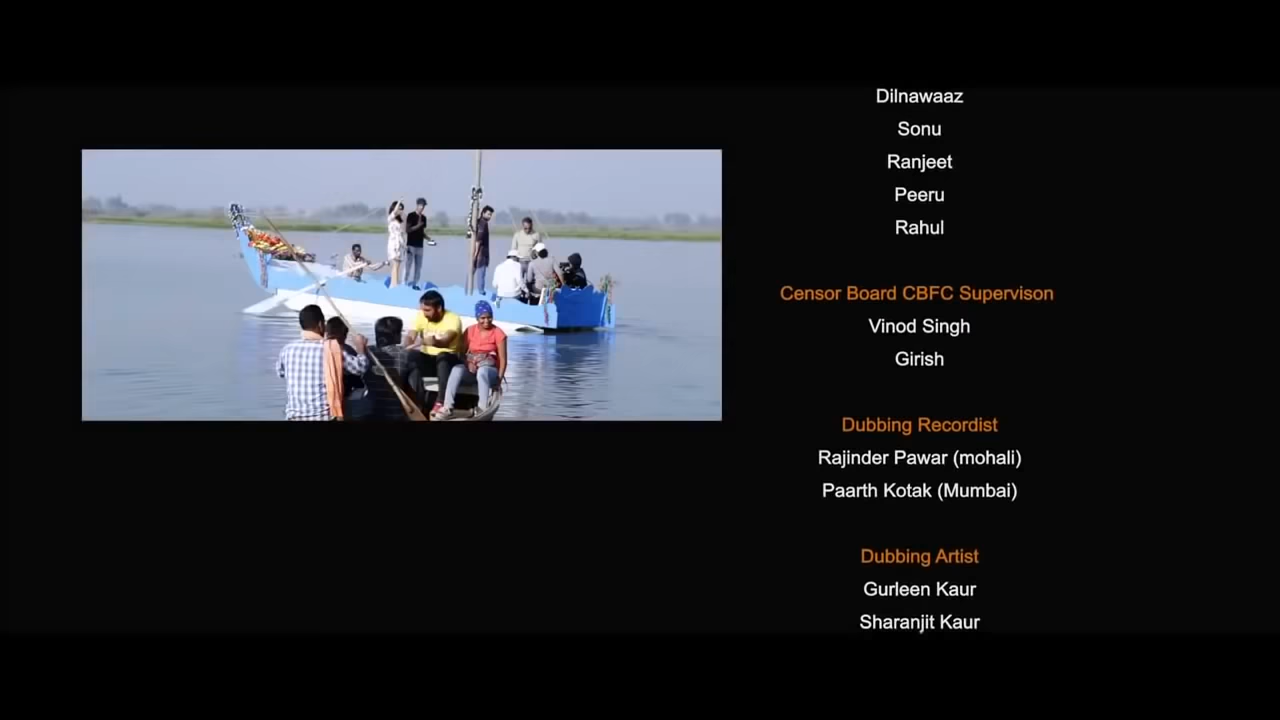 Dilnawaaz
Sonu
Ranjeet
Peeru
Rahul
Censor Board CBFC Supervison
Vinod Singh
Girish
Dubbing Recordist
Rajinder Pawar (mohali)
Paarth Kotak (Mumbai)
Dubbing Artist
Gurleen Kaur
Sharanjit Kaur